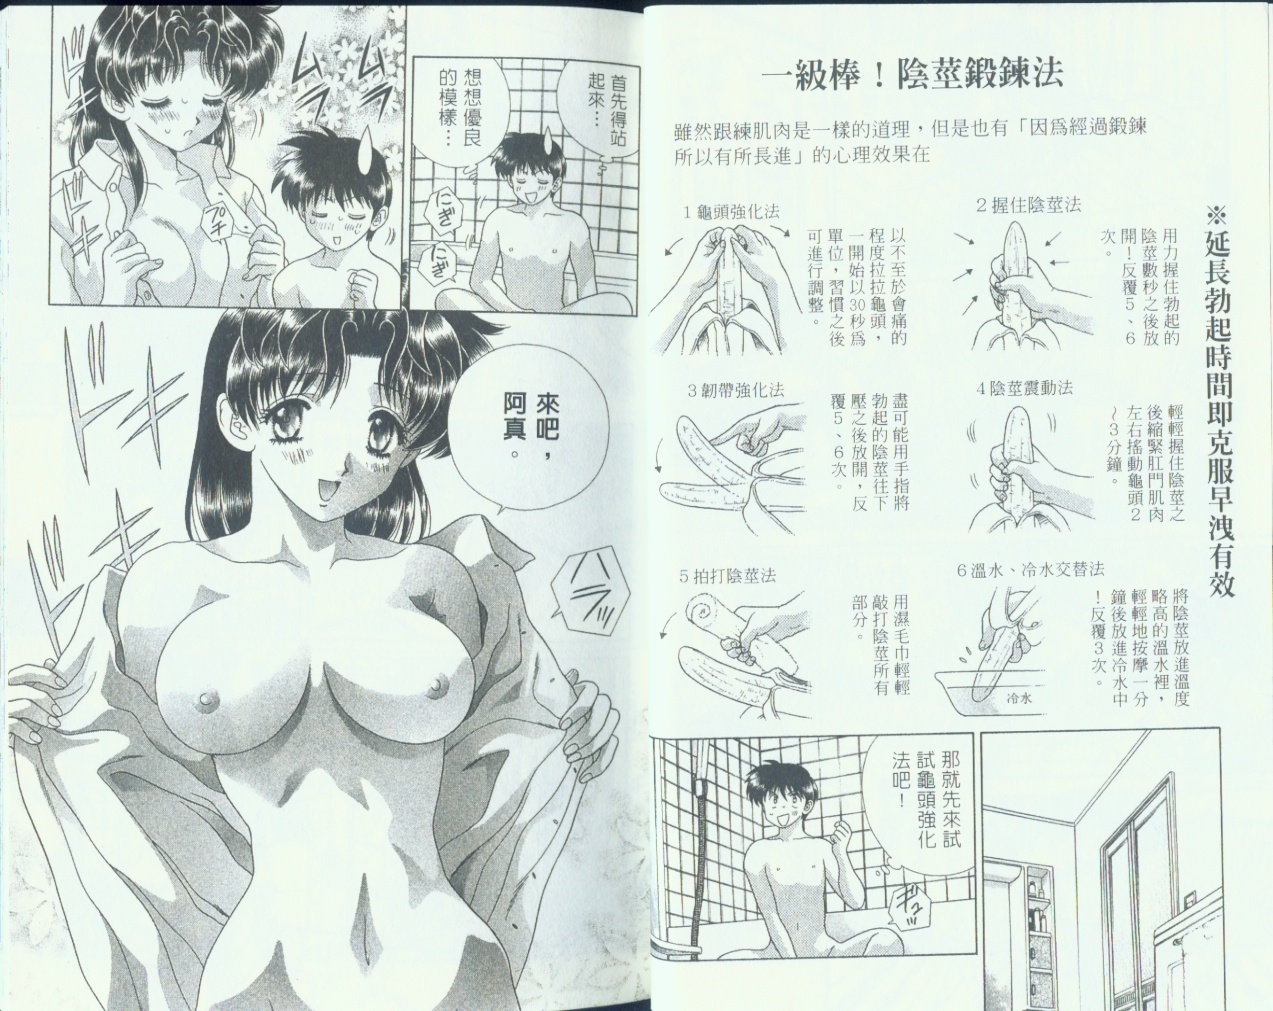 一級棒！陰莖鍛鍊法
雖然跟練肌肉是一樣的道理，但是也有「因為經過鍛鍊
所以有所長進」的心理效果在
※延長勃起時間即克服早洩有效
1龜頭強化法
以不至於會痛的
程度拉拉龜頭，
一開始以30秒為
單位，習慣之後
可進行調整。
2握住陰莖法
用力握住勃起的
陰莖數秒之後放
開！反覆5、6
次。
3韌帶強化法
盡可能用手指將
勃起的陰莖往下
壓之後放開，反
覆5、6次。
4陰莖震動法
輕輕握住陰莖之
後縮緊肛門肌肉
左右搖動龜頭2
～3分鐘。
5拍打陰莖法
用濕毛巾輕輕
敲打陰莖所有
部分。
6溫水、冷水交替法
將陰莖放進溫度
略高的溫水裡，
輕輕地按摩一分
鐘後放進冷水中
！反覆3次。
冷水
那就先來試
試龜頭強化
法吧！
ギュッ
首先得站
起來…
想想優良
的模樣…
にぎ
にぎ
ムラ
ムラ
ドキ
ドキ
プチ
來吧，
阿真。
ハラッ
ドキ
ドキ